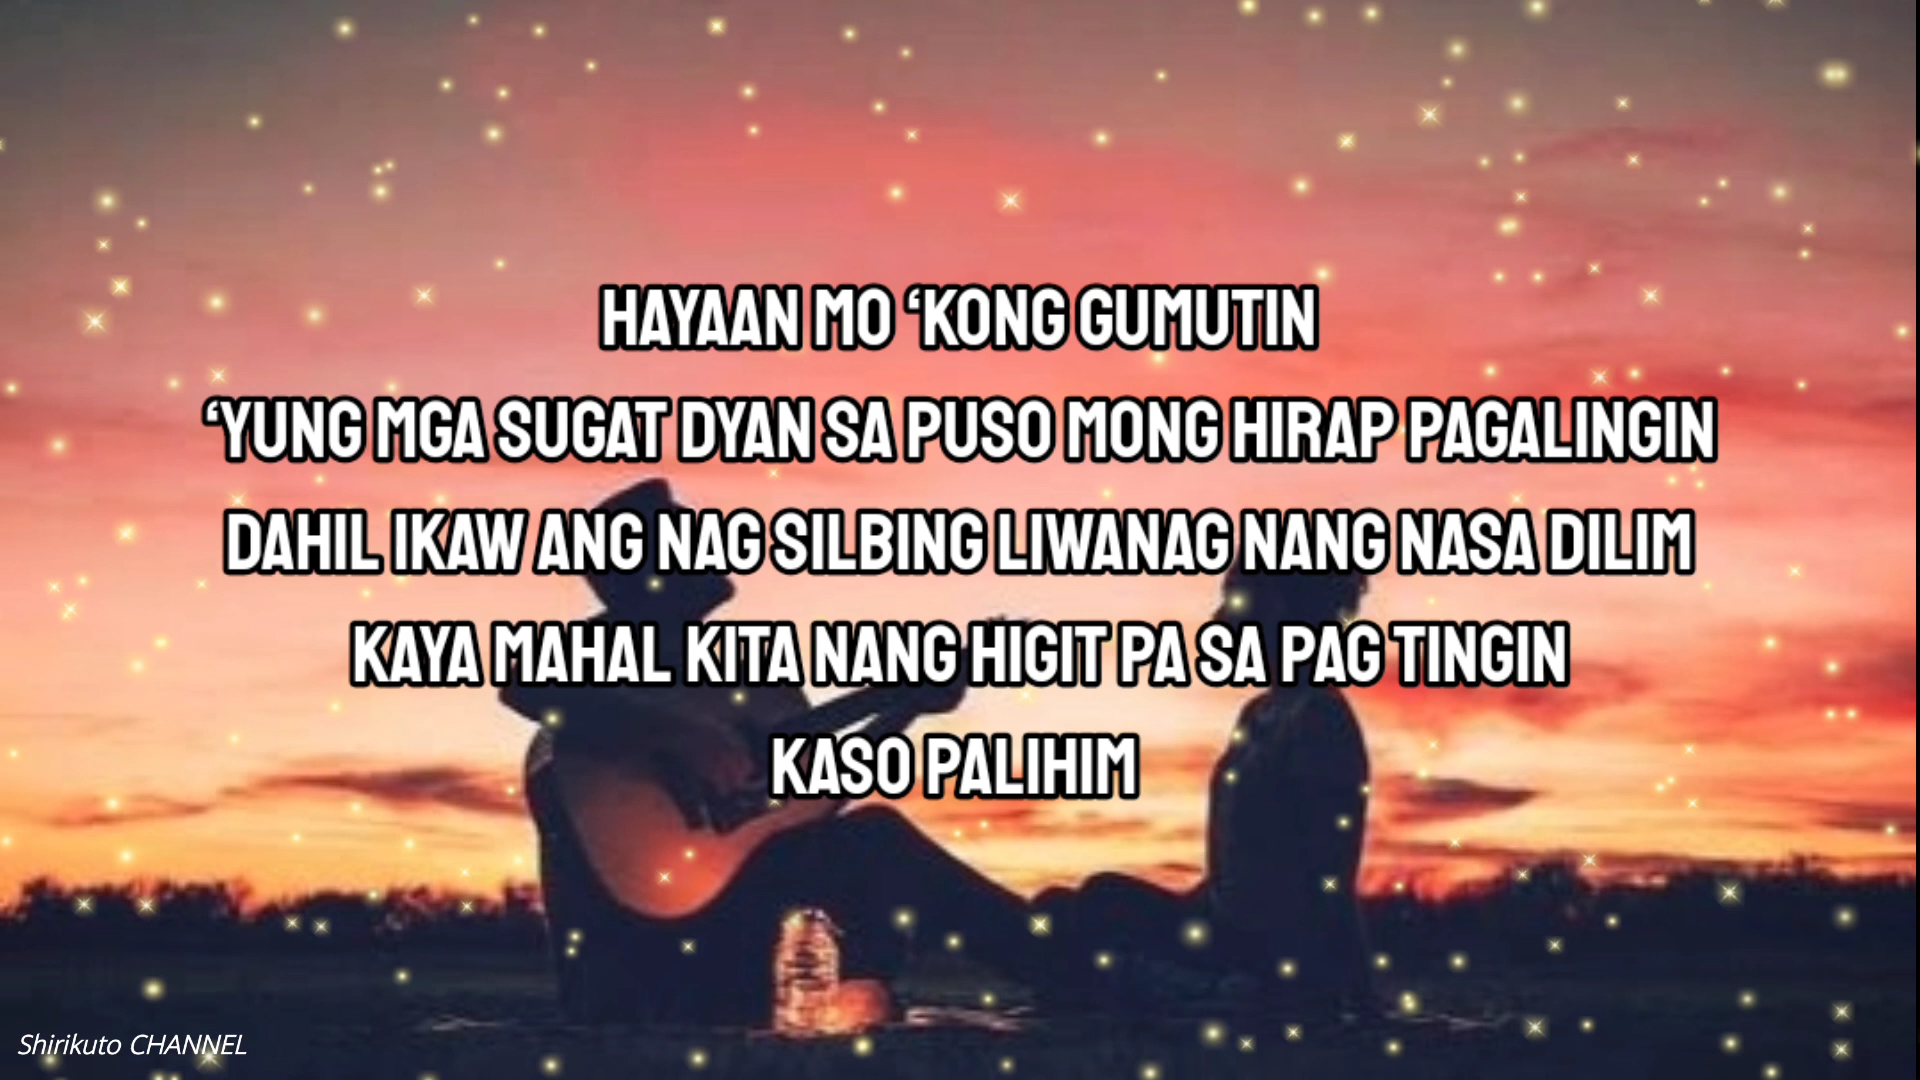 HAYAAN MO ‘KONG GUMUTIN
‘YUNG MGA SUGAT DYAN SA PUSO MONG HIRAP PAGALINGIN
DAHIL IKAW ANG NAG SILBING LIWANAG NANG NASA DILIM
KAYA MAHAL KITA NANG HIGIT PA SA PAG TINGIN
KASO PALIHIM
Shirikuto CHANNEL